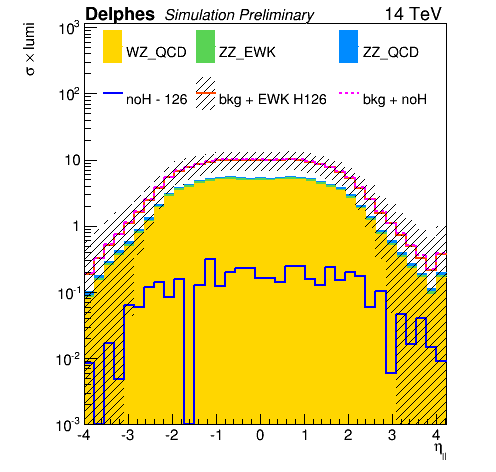 Delphes Simulation Preliminary 14 TeV
σ × lumi
WZ_QCD ZZ_EWK ZZ_QCD
noH - 126 bkg + EWK H126 bkg + noH
10³
10²
10
1
10⁻¹
10⁻²
10⁻³
-4 -3 -2 -1 0 1 2 3 4
η_||